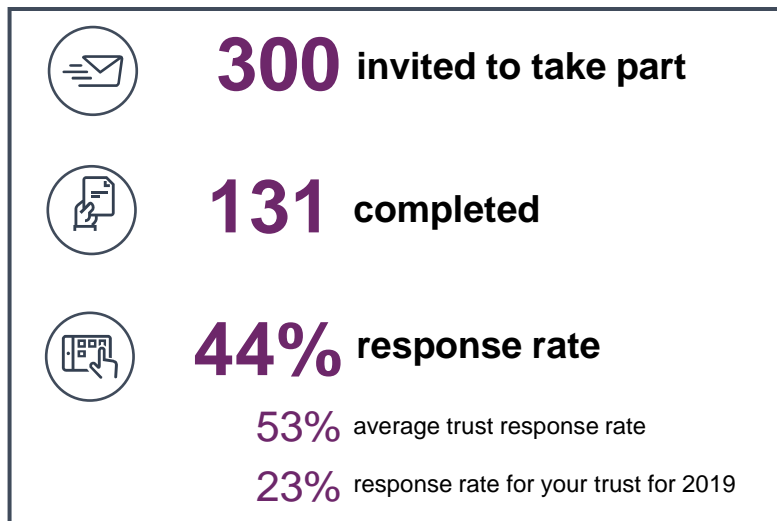 300 invited to take part
131 completed
44% response rate
53% average trust response rate
23% response rate for your trust for 2019